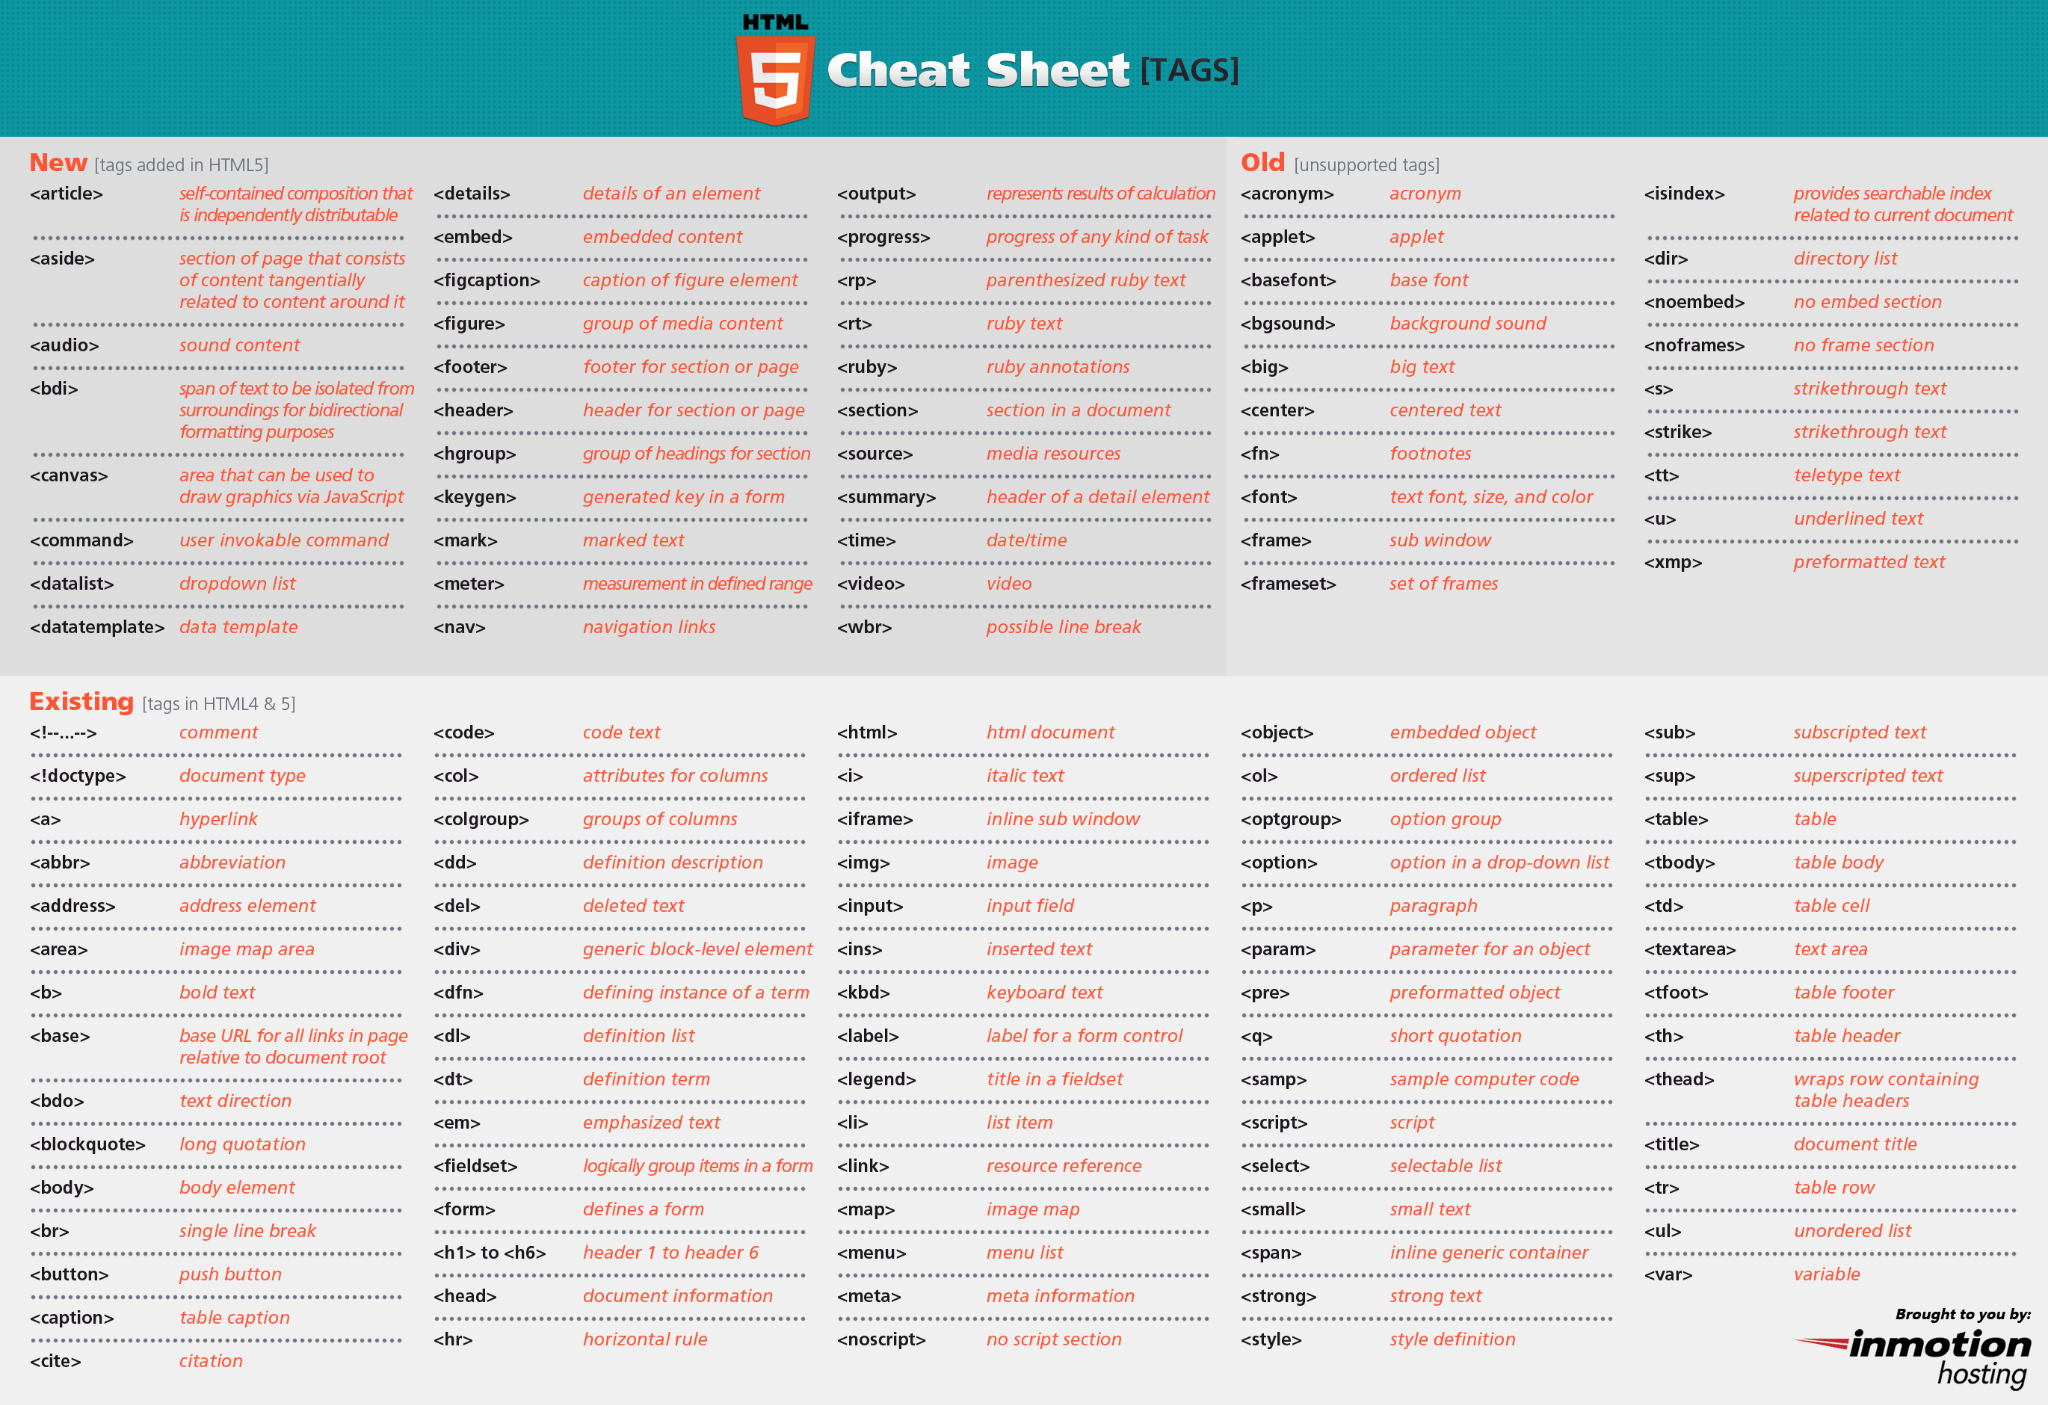 HTML
5
Cheat Sheet [TAGS]
New [tags added in HTML5]
<article> self-contained composition that
is independently distributable
<aside> section of page that consists
of content tangentially
related to content around it
<audio> sound content
<bdi> span of text to be isolated from
surroundings for bidirectional
formatting purposes
<canvas> area that can be used to
draw graphics via JavaScript
<command> user invokable command
<datalist> dropdown list
<datatemplate> data template
<details> details of an element
<embed> embedded content
<figcaption> caption of figure element
<figure> group of media content
<footer> footer for section or page
<header> header for section or page
<hgroup> group of headings for section
<keygen> generated key in a form
<mark> marked text
<meter> measurement in defined range
<nav> navigation links
<output> represents results of calculation
<progress> progress of any kind of task
<rp> parenthesized ruby text
<rt> ruby text
<ruby> ruby annotations
<section> section in a document
<source> media resources
<summary> header of a detail element
<time> date/time
<video> video
<wbr> possible line break
Old [unsupported tags]
<acronym> acronym
<applet> applet
<basefont> base font
<bgsound> background sound
<big> big text
<center> centered text
<fn> footnotes
<font> text font, size, and color
<frame> sub window
<frameset> set of frames
<isindex> provides searchable index
related to current document
<dir> directory list
<noembed> no embed section
<noframes> no frame section
<s> strikethrough text
<strike> strikethrough text
<tt> teletype text
<u> underlined text
<xmp> preformatted text
Existing [tags in HTML4 & 5]
<!--...--> comment
<!doctype> document type
<a> hyperlink
<abbr> abbreviation
<address> address element
<area> image map area
<b> bold text
<base> base URL for all links in page
relative to document root
<bdo> text direction
<blockquote> long quotation
<body> body element
<br> single line break
<button> push button
<caption> table caption
<cite> citation
<code> code text
<col> attributes for columns
<colgroup> groups of columns
<dd> definition description
<del> deleted text
<div> generic block-level element
<dfn> defining instance of a term
<dl> definition list
<dt> definition term
<em> emphasized text
<fieldset> logically group items in a form
<form> defines a form
<h1> to <h6> header 1 to header 6
<head> document information
<hr> horizontal rule
<html> html document
<i> italic text
<iframe> inline sub window
<img> image
<input> input field
<ins> inserted text
<kbd> keyboard text
<label> label for a form control
<legend> title in a fieldset
<li> list item
<link> resource reference
<map> image map
<menu> menu list
<meta> meta information
<noscript> no script section
<object> embedded object
<ol> ordered list
<optgroup> option group
<option> option in a drop-down list
<p> paragraph
<param> parameter for an object
<pre> preformatted object
<q> short quotation
<samp> sample computer code
<script> script
<select> selectable list
<small> small text
<span> inline generic container
<strong> strong text
<style> style definition
<sub> subscripted text
<sup> superscripted text
<table> table
<tbody> table body
<td> table cell
<textarea> text area
<tfoot> table footer
<th> table header
<thead> wraps row containing
table headers
<title> document title
<tr> table row
<ul> unordered list
<var> variable
Brought to you by:
inmotion
hosting